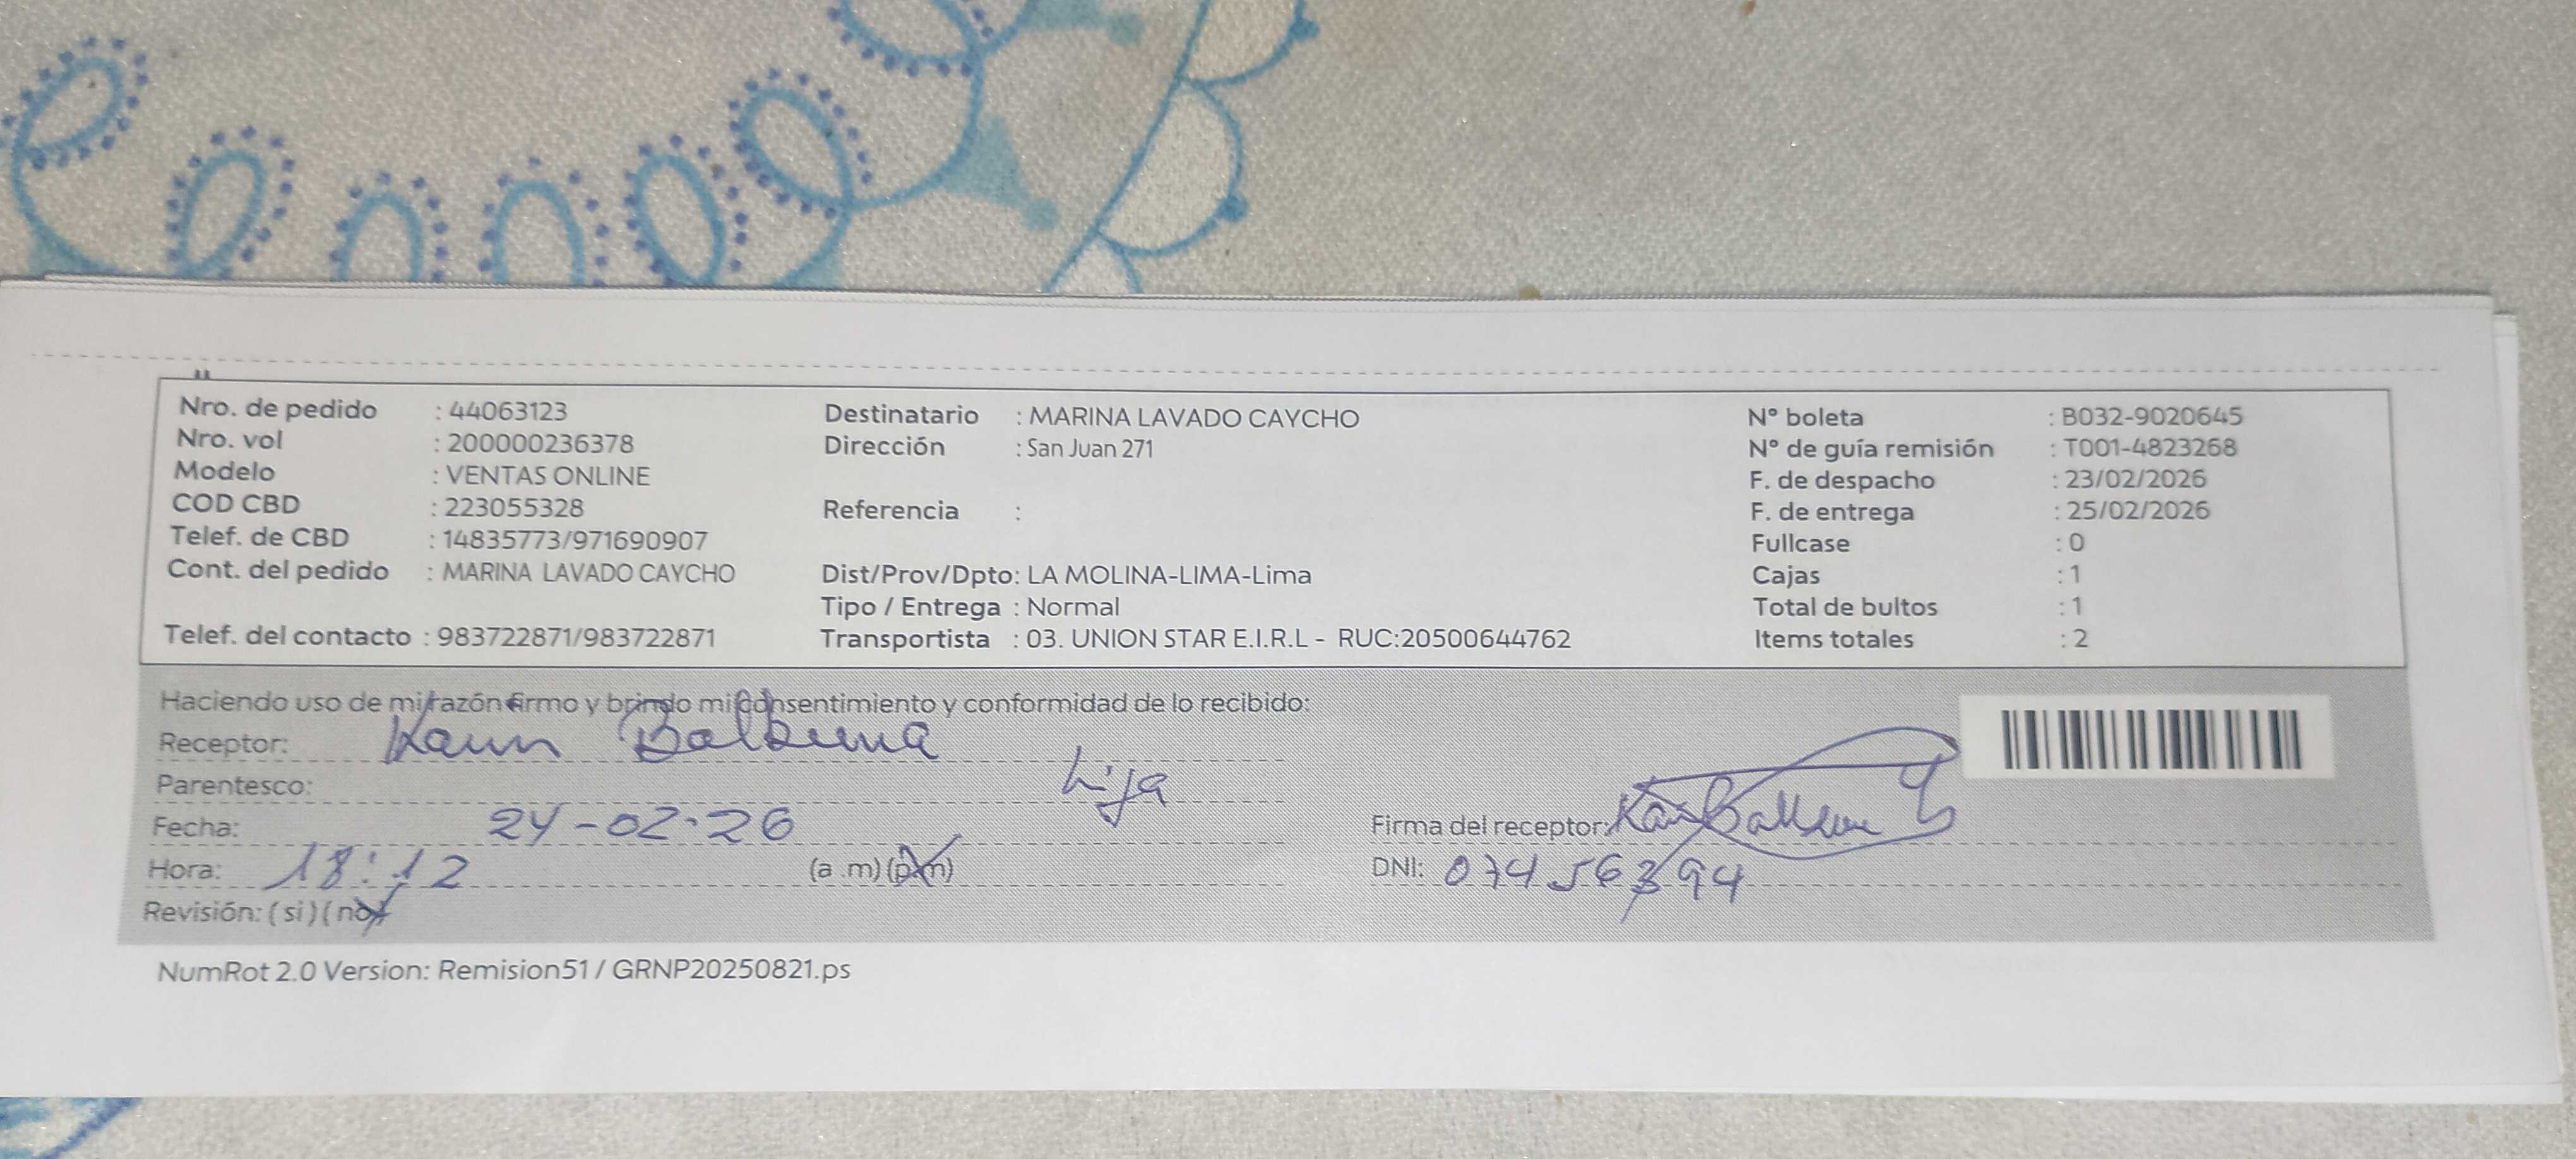 Nro. de pedido : 44063123
Nro. vol : 200000236378
Modelo : VENTAS ONLINE
COD CBD : 223055328
Telef. de CBD : 14835773/971690907
Cont. del pedido : MARINA LAVADO CAYCHO
Telef. del contacto : 983722871/983722871
Destinatario : MARINA LAVADO CAYCHO
Dirección : San Juan 271
Referencia :
Dist/Prov/Dpto: LA MOLINA-LIMA-Lima
Tipo / Entrega : Normal
Transportista : 03. UNION STAR E.I.R.L - RUC:20500644762
Nº boleta : B032-9020645
Nº de guía remisión : T001-4823268
F. de despacho : 23/02/2026
F. de entrega : 25/02/2026
Fullcase : 0
Cajas : 1
Total de bultos : 1
Items totales : 2
Haciendo uso de mi razón firmo y brindo mi consentimiento y conformidad de lo recibido:
Receptor:
Parentesco: hija
Fecha: 24-02-26
Hora: 18:12 (a .m) (p.m)
Revisión: ( si ) ( no )
Firma del receptor:
DNI: 07456394
NumRot 2.0 Version: Remision51 / GRNP20250821.ps